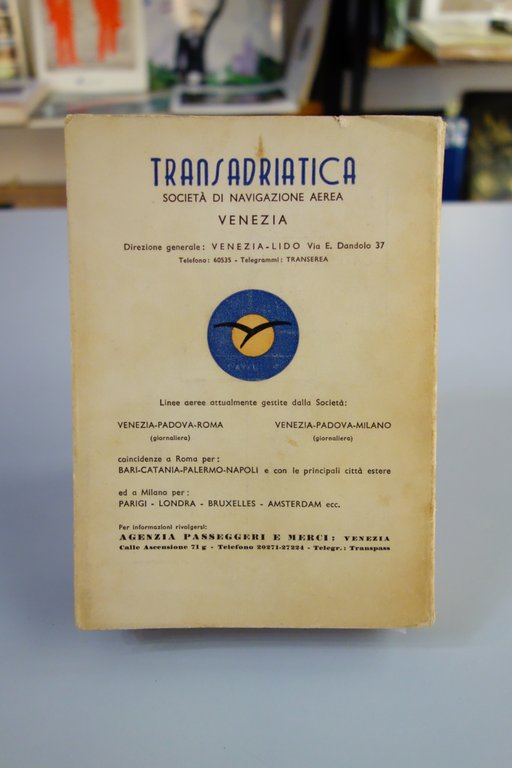 TRANSADRIATICA
SOCIETÀ DI NAVIGAZIONE AEREA
VENEZIA
Direzione generale: VENEZIA-LIDO Via E. Dandolo 37
Telefono: 60535 - Telegrammi: TRANSEREA
Linee aeree attualmente gestite dalla Società:
VENEZIA-PADOVA-ROMA VENEZIA-PADOVA-MILANO
(giornaliera) (giornaliera)
coincidenze a Roma per:
BARI-CATANIA-PALERMO-NAPOLI e con le principali città estere
ed a Milano per:
PARIGI - LONDRA - BRUXELLES - AMSTERDAM ecc.
Per informazioni rivolgersi:
AGENZIA PASSEGGERI E MERCI: VENEZIA
Calle Ascensione 71 g - Telefono 20271-27224 - Telegr.: Transpass